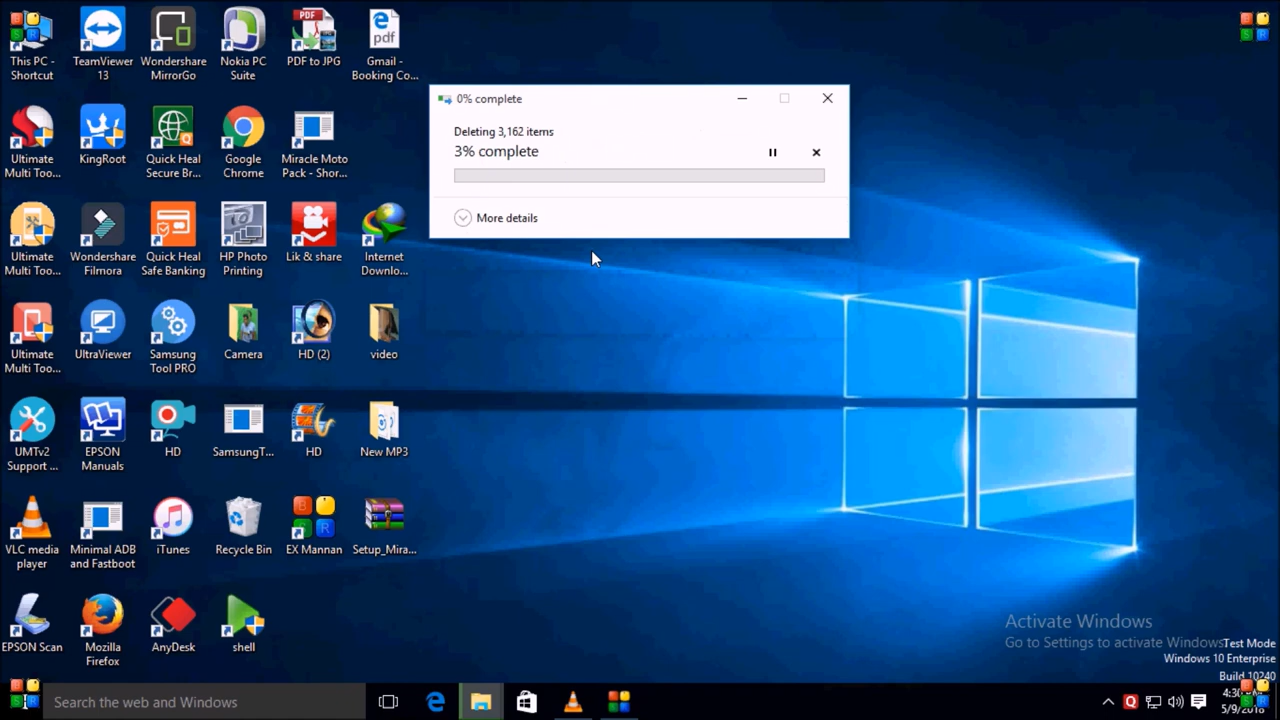 This PC -
Shortcut
TeamViewer
13
Wondershare
MirrorGo
Nokia PC
Suite
PDF
PDF to JPG
pdf
Gmail -
Booking Co...
Ultimate
Multi Too...
KingRoot
Quick Heal
Secure Br...
Google
Chrome
Miracle Moto
Pack - Shor...
Ultimate
Multi Too...
Wondershare
Filmora
Quick Heal
Safe Banking
HP Photo
Printing
Lik & share
Internet
Downlo...
Ultimate
Multi Too...
UltraViewer
Samsung
Tool PRO
Camera
HD (2)
video
UMTv2
Support ...
EPSON
Manuals
HD
SamsungT...
HD
New MP3
VLC media
player
Minimal ADB
and Fastboot
iTunes
Recycle Bin
EX Mannan
Setup_Mira...
EPSON Scan
Mozilla
Firefox
AnyDesk
shell
0% complete
Deleting 3,162 items
3% complete
More details
Activate Windows
Go to Settings to activate Windows
Test Mode
Windows 10 Enterprise
Build 10240
Search the web and Windows
5/9/2018